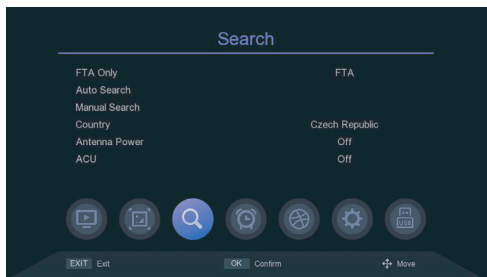 Search
FTA Only FTA
Auto Search
Manual Search
Country Czech Republic
Antenna Power Off
ACU Off
USB
EXIT Exit OK Confirm Move